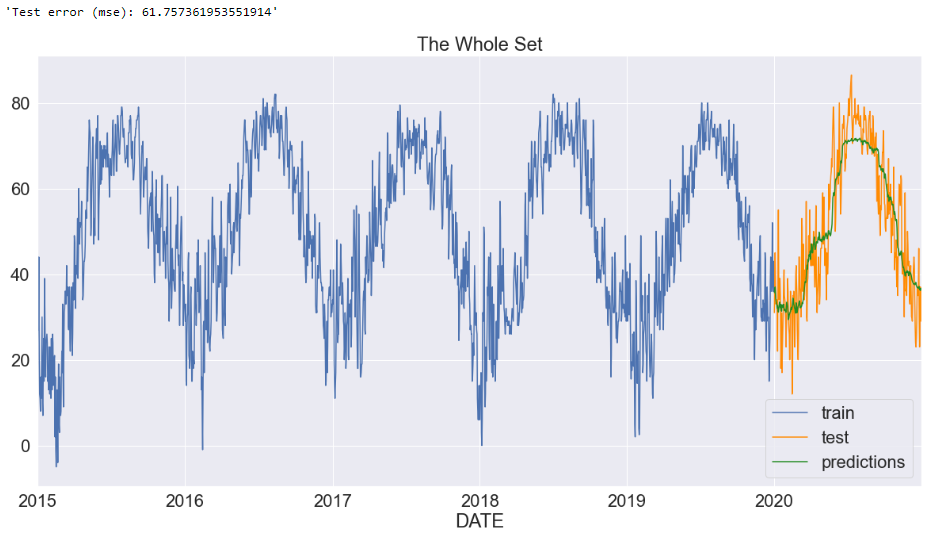 'Test error (mse): 61.757361953551914'
The Whole Set
80
60
40
20
0
2015 2016 2017 2018 2019 2020
DATE
train
test
predictions